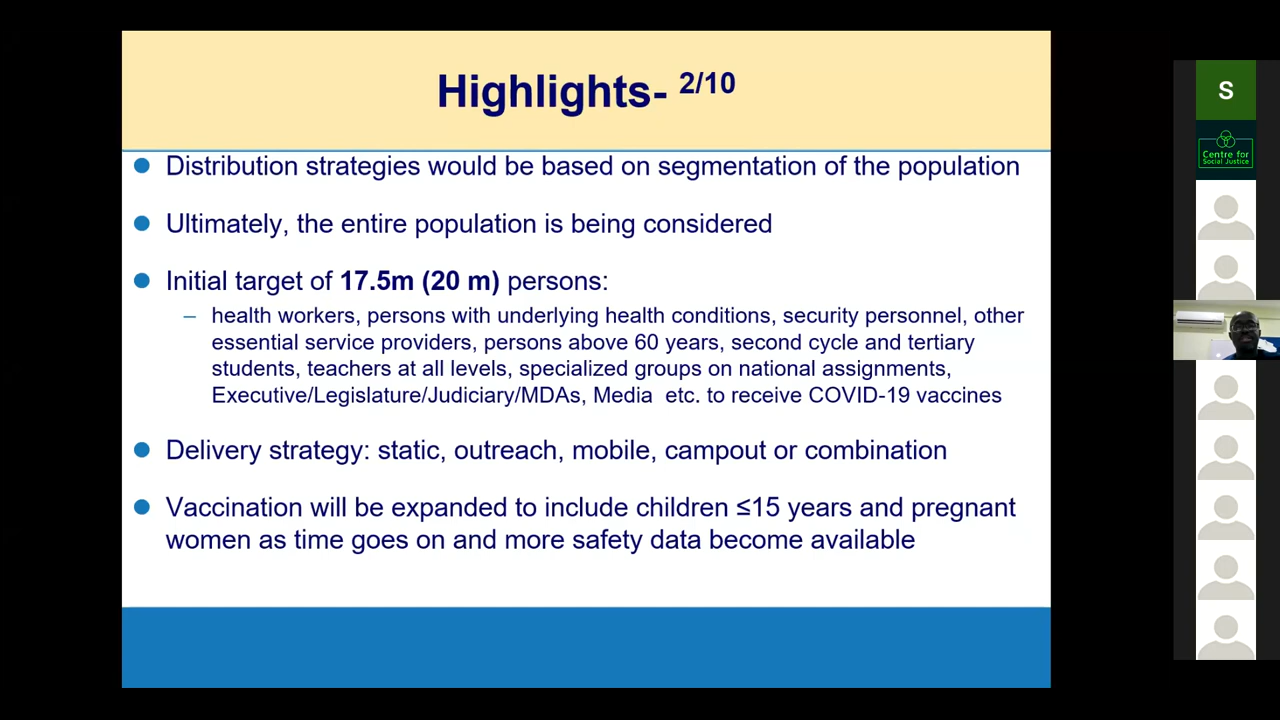 Highlights- 2/10
Distribution strategies would be based on segmentation of the population
Ultimately, the entire population is being considered
Initial target of 17.5m (20 m) persons:
– health workers, persons with underlying health conditions, security personnel, other
essential service providers, persons above 60 years, second cycle and tertiary
students, teachers at all levels, specialized groups on national assignments,
Executive/Legislature/Judiciary/MDAs, Media etc. to receive COVID-19 vaccines
Delivery strategy: static, outreach, mobile, campout or combination
Vaccination will be expanded to include children ≤15 years and pregnant
women as time goes on and more safety data become available
S
Centre for
Social Justice